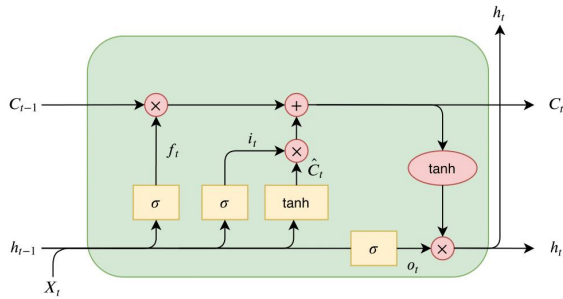 h_t
C_{t-1} × + C_t
f_t i_t × Ĉ_t tanh
σ σ tanh
h_{t-1} σ o_t × h_t
X_t